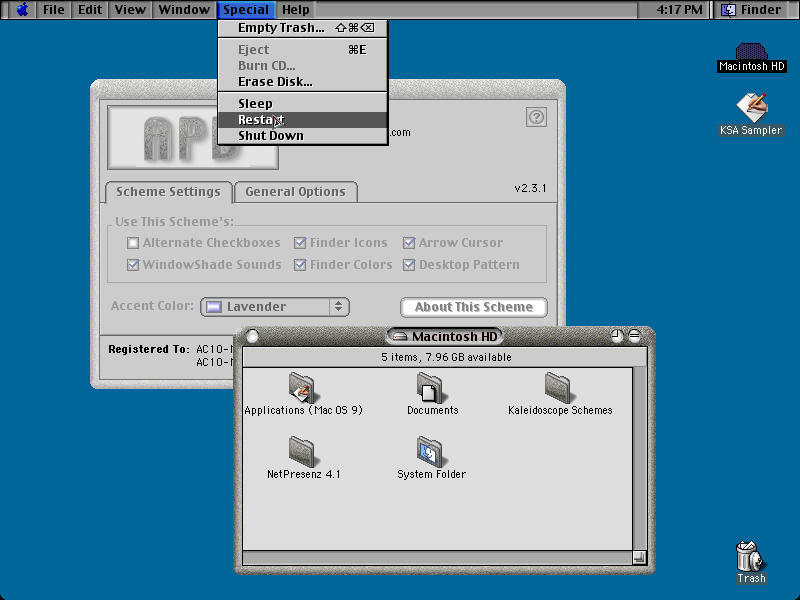 File Edit View Window Special Help 4:17 PM Finder
Empty Trash... ⇧⌘⌫
Eject ⌘E
Burn CD...
Erase Disk...
Sleep
Restart
Shut Down
Macintosh HD
KSA Sampler
.com
Scheme Settings General Options v2.3.1
Use This Scheme's:
Alternate Checkboxes Finder Icons Arrow Cursor
WindowShade Sounds Finder Colors Desktop Pattern
Accent Color: Lavender About This Scheme
Registered To: AC10-
AC10-
Macintosh HD
5 items, 7.96 GB available
Applications (Mac OS 9) Documents Kaleidoscope Schemes
NetPresenz 4.1 System Folder
Trash